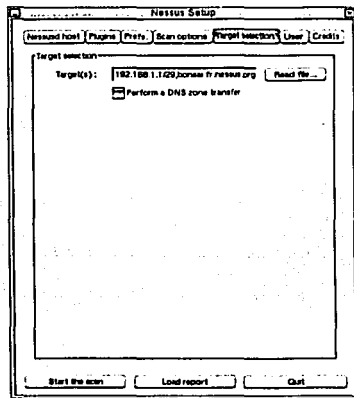 Nessus Setup
Nessusd host Plugins Prefs. Scan options Target selection User Credits
Target selection
Target(s): 192.168.1.1/29,bonsai.fr.nessus.org Read file...
Perform a DNS zone transfer
Start the scan Load report Quit